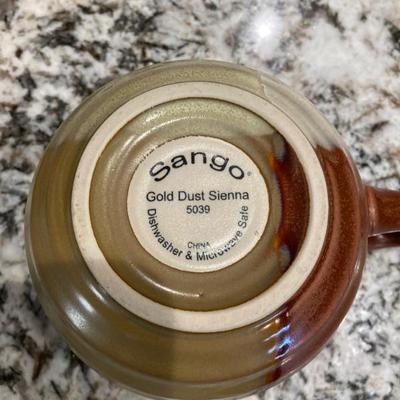 Sango®
Gold Dust Sienna
5039
CHINA
Dishwasher & Microwave Safe